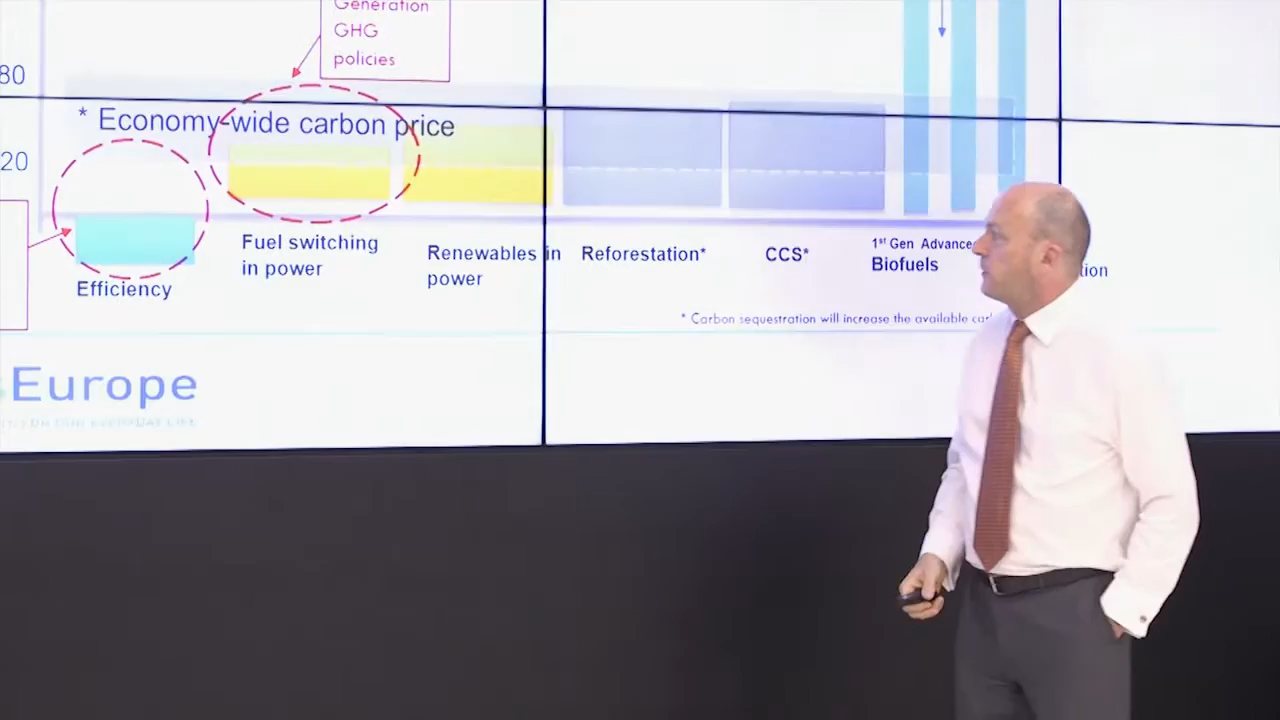 Generation
GHG
policies
80
* Economy-wide carbon price
20
Fuel switching
in power
Renewables in
power
Reforestation*
CCS*
1st Gen Advance
Biofuels
tion
Efficiency
* Carbon sequestration will increase the available
Europe